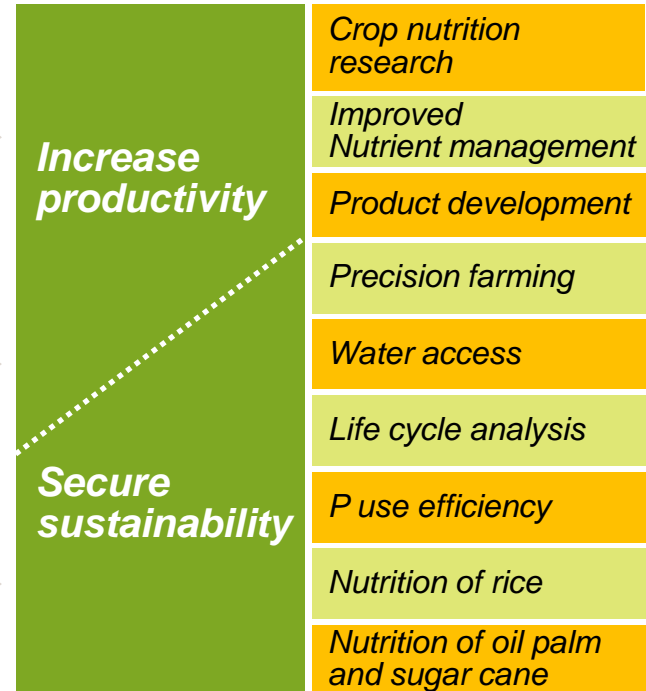 Increase
productivity
Secure
sustainability
Crop nutrition
research
Improved
Nutrient management
Product development
Precision farming
Water access
Life cycle analysis
P use efficiency
Nutrition of rice
Nutrition of oil palm
and sugar cane